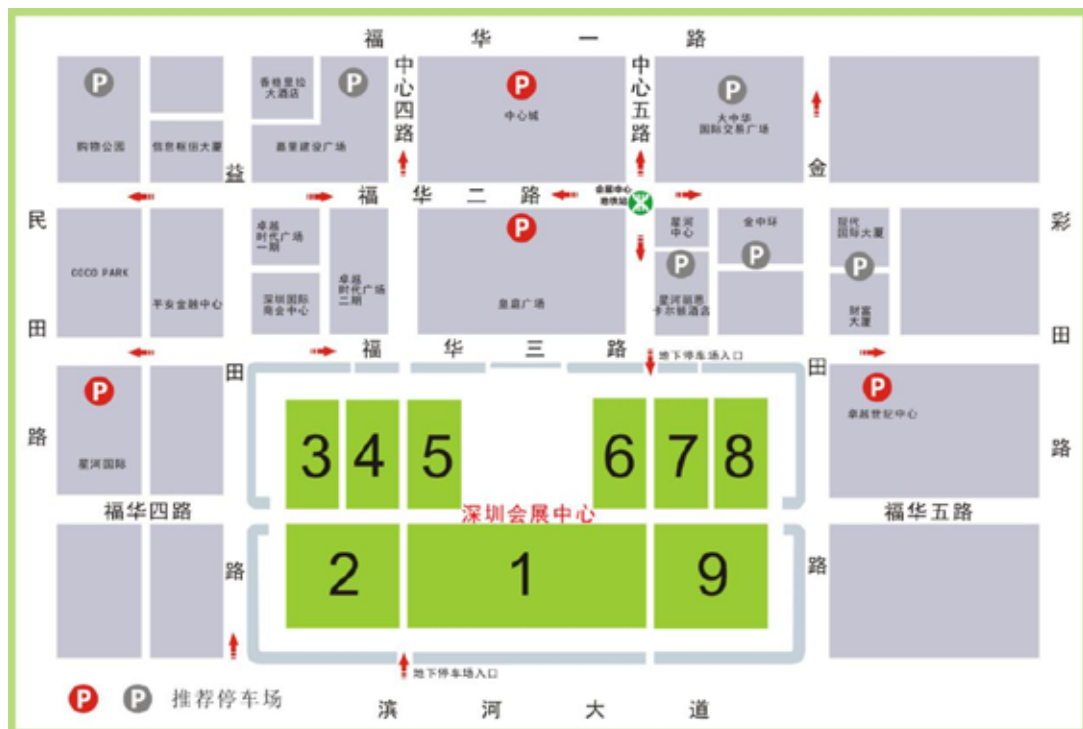 福华一路
中心四路
中心五路
P
P
P
P
香格里拉
大酒店
中心城
大中华
国际交易广场
购物公园
信息枢纽大厦
嘉里建设广场
益田路
金田路
民田路
彩田路
福华二路
会展中心
地铁站
P
卓越
时代广场
一期
卓越
时代广场
二期
星河
中心
金中环
现代
国际大厦
P
P
P
COCO PARK
平安金融中心
深圳国际
商会中心
皇庭广场
星河丽思
卡尔顿酒店
财富
大厦
福华三路
地下停车场入口
P
P
星河国际
卓越世纪中心
3
4
5
6
7
8
深圳会展中心
福华四路
福华五路
2
1
9
地下停车场入口
P
P
推荐停车场
滨河大道